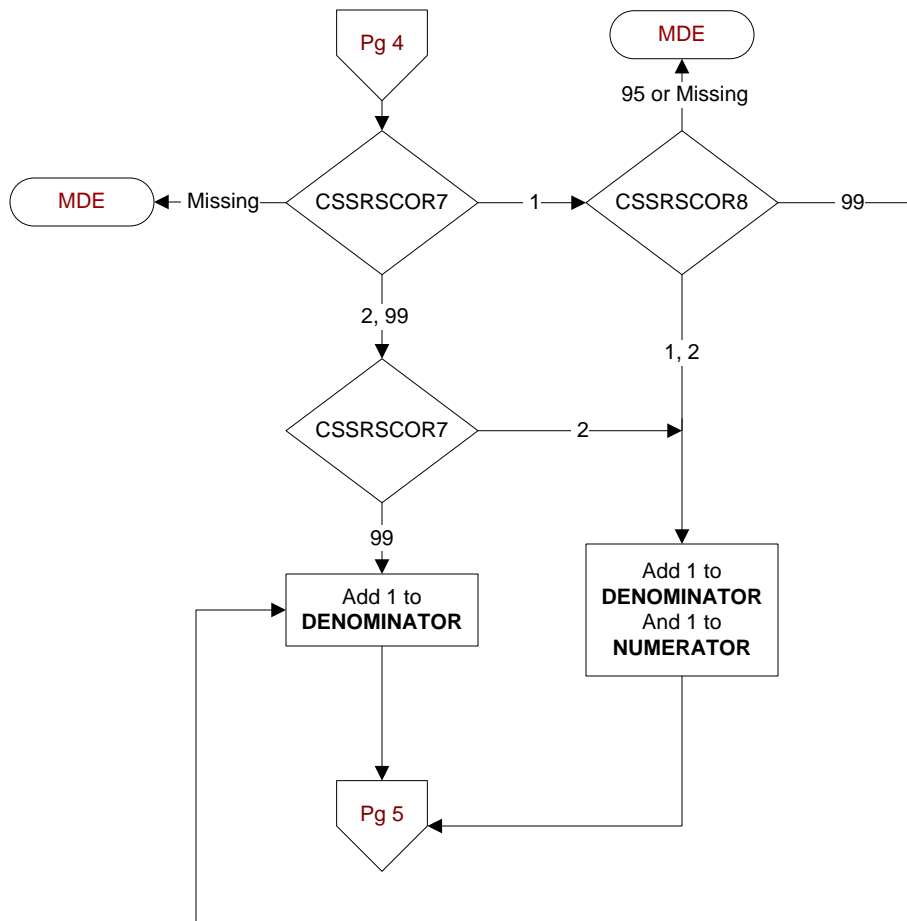 Pg 4
MDE
95 or Missing
MDE
Missing
CSSRSCOR7
1
CSSRSCOR8
99
2, 99
1, 2
CSSRSCOR7
2
99
Add 1 to
DENOMINATOR
Add 1 to
DENOMINATOR
And 1 to
NUMERATOR
Pg 5